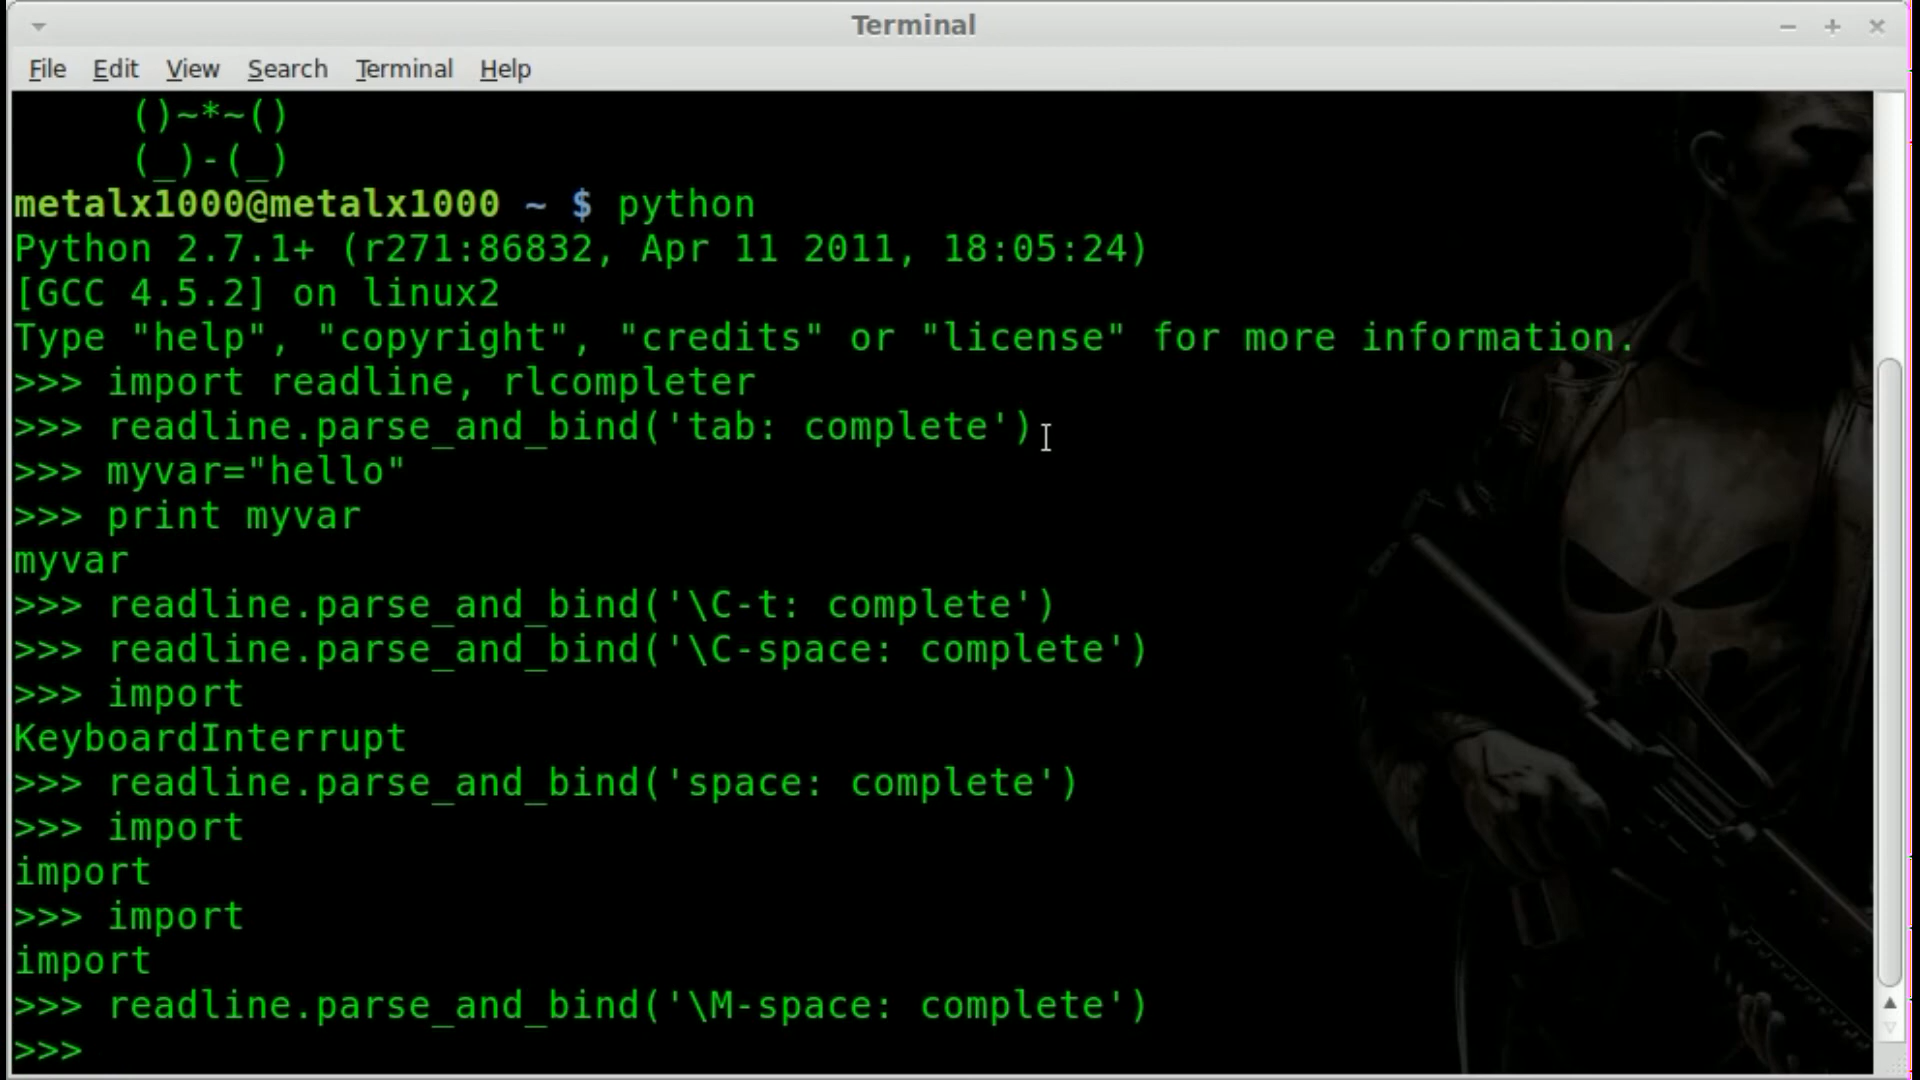 Terminal
File Edit View Search Terminal Help
()~*~()
(_)-(_)
metalx1000@metalx1000 ~ $ python
Python 2.7.1+ (r271:86832, Apr 11 2011, 18:05:24)
[GCC 4.5.2] on linux2
Type "help", "copyright", "credits" or "license" for more information.
>>> import readline, rlcompleter
>>> readline.parse_and_bind('tab: complete')
>>> myvar="hello"
>>> print myvar
myvar
>>> readline.parse_and_bind('\C-t: complete')
>>> readline.parse_and_bind('\C-space: complete')
>>> import
KeyboardInterrupt
>>> readline.parse_and_bind('space: complete')
>>> import
import
>>> import
import
>>> readline.parse_and_bind('\M-space: complete')
>>>